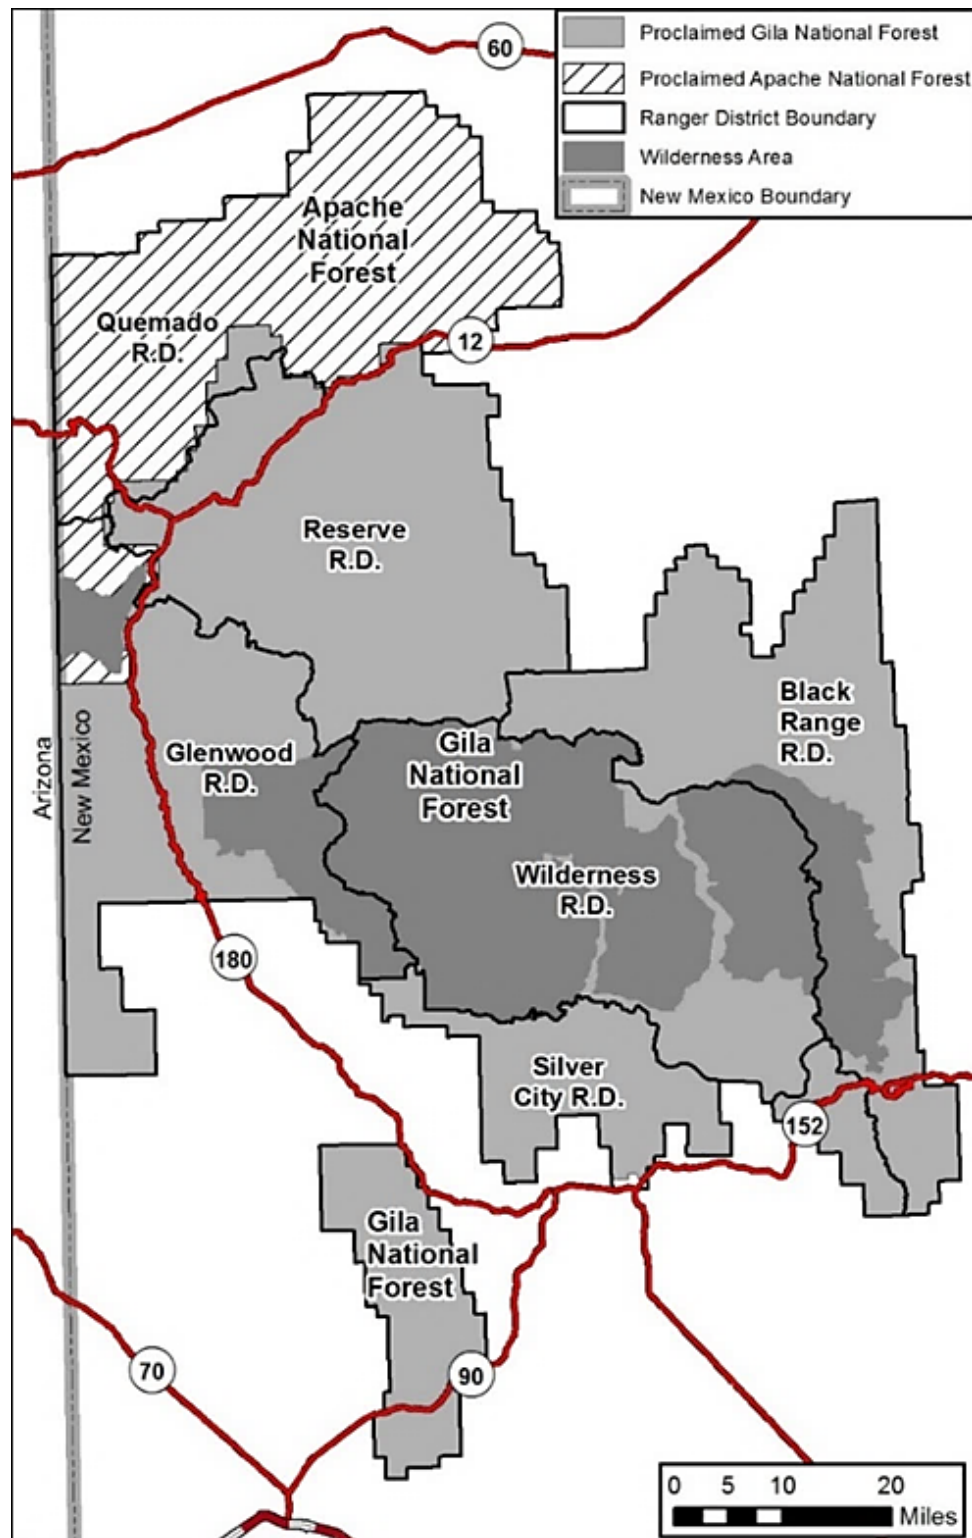 60
Proclaimed Gila National Forest
Proclaimed Apache National Forest
Ranger District Boundary
Wilderness Area
New Mexico Boundary
Apache
National
Forest
Quemado
R.D.
12
Reserve
R.D.
Black
Range
R.D.
Glenwood
R.D.
Gila
National
Forest
Arizona
New Mexico
Wilderness
R.D.
180
Silver
City R.D.
152
Gila
National
Forest
70
90
0 5 10 20
Miles